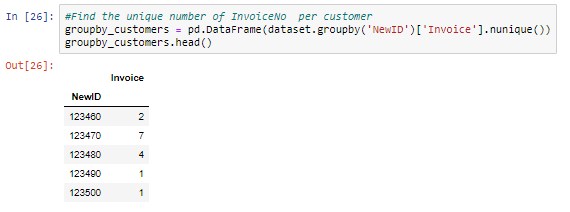 In [26]: #Find the unique number of InvoiceNo  per customer
groupby_customers = pd.DataFrame(dataset.groupby('NewID')['Invoice'].nunique())
groupby_customers.head()
Out[26]:
Invoice
NewID
123460 2
123470 7
123480 4
123490 1
123500 1